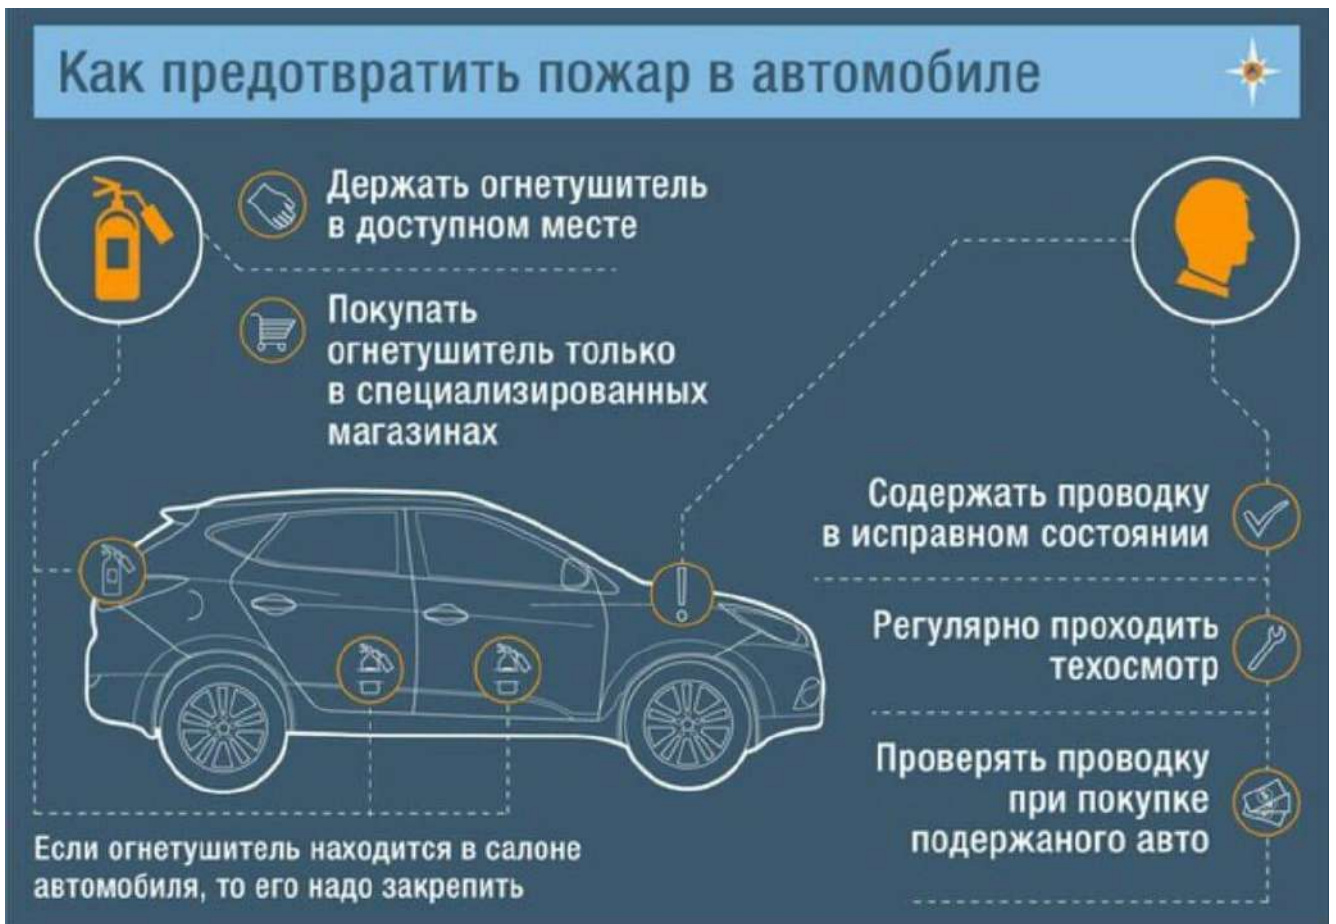 Как предотвратить пожар в автомобиле
Держать огнетушитель
в доступном месте
Покупать
огнетушитель только
в специализированных
магазинах
Содержать проводку
в исправном состоянии
Регулярно проходить
техосмотр
Проверять проводку
при покупке
подержаного авто
Если огнетушитель находится в салоне
автомобиля, то его надо закрепить